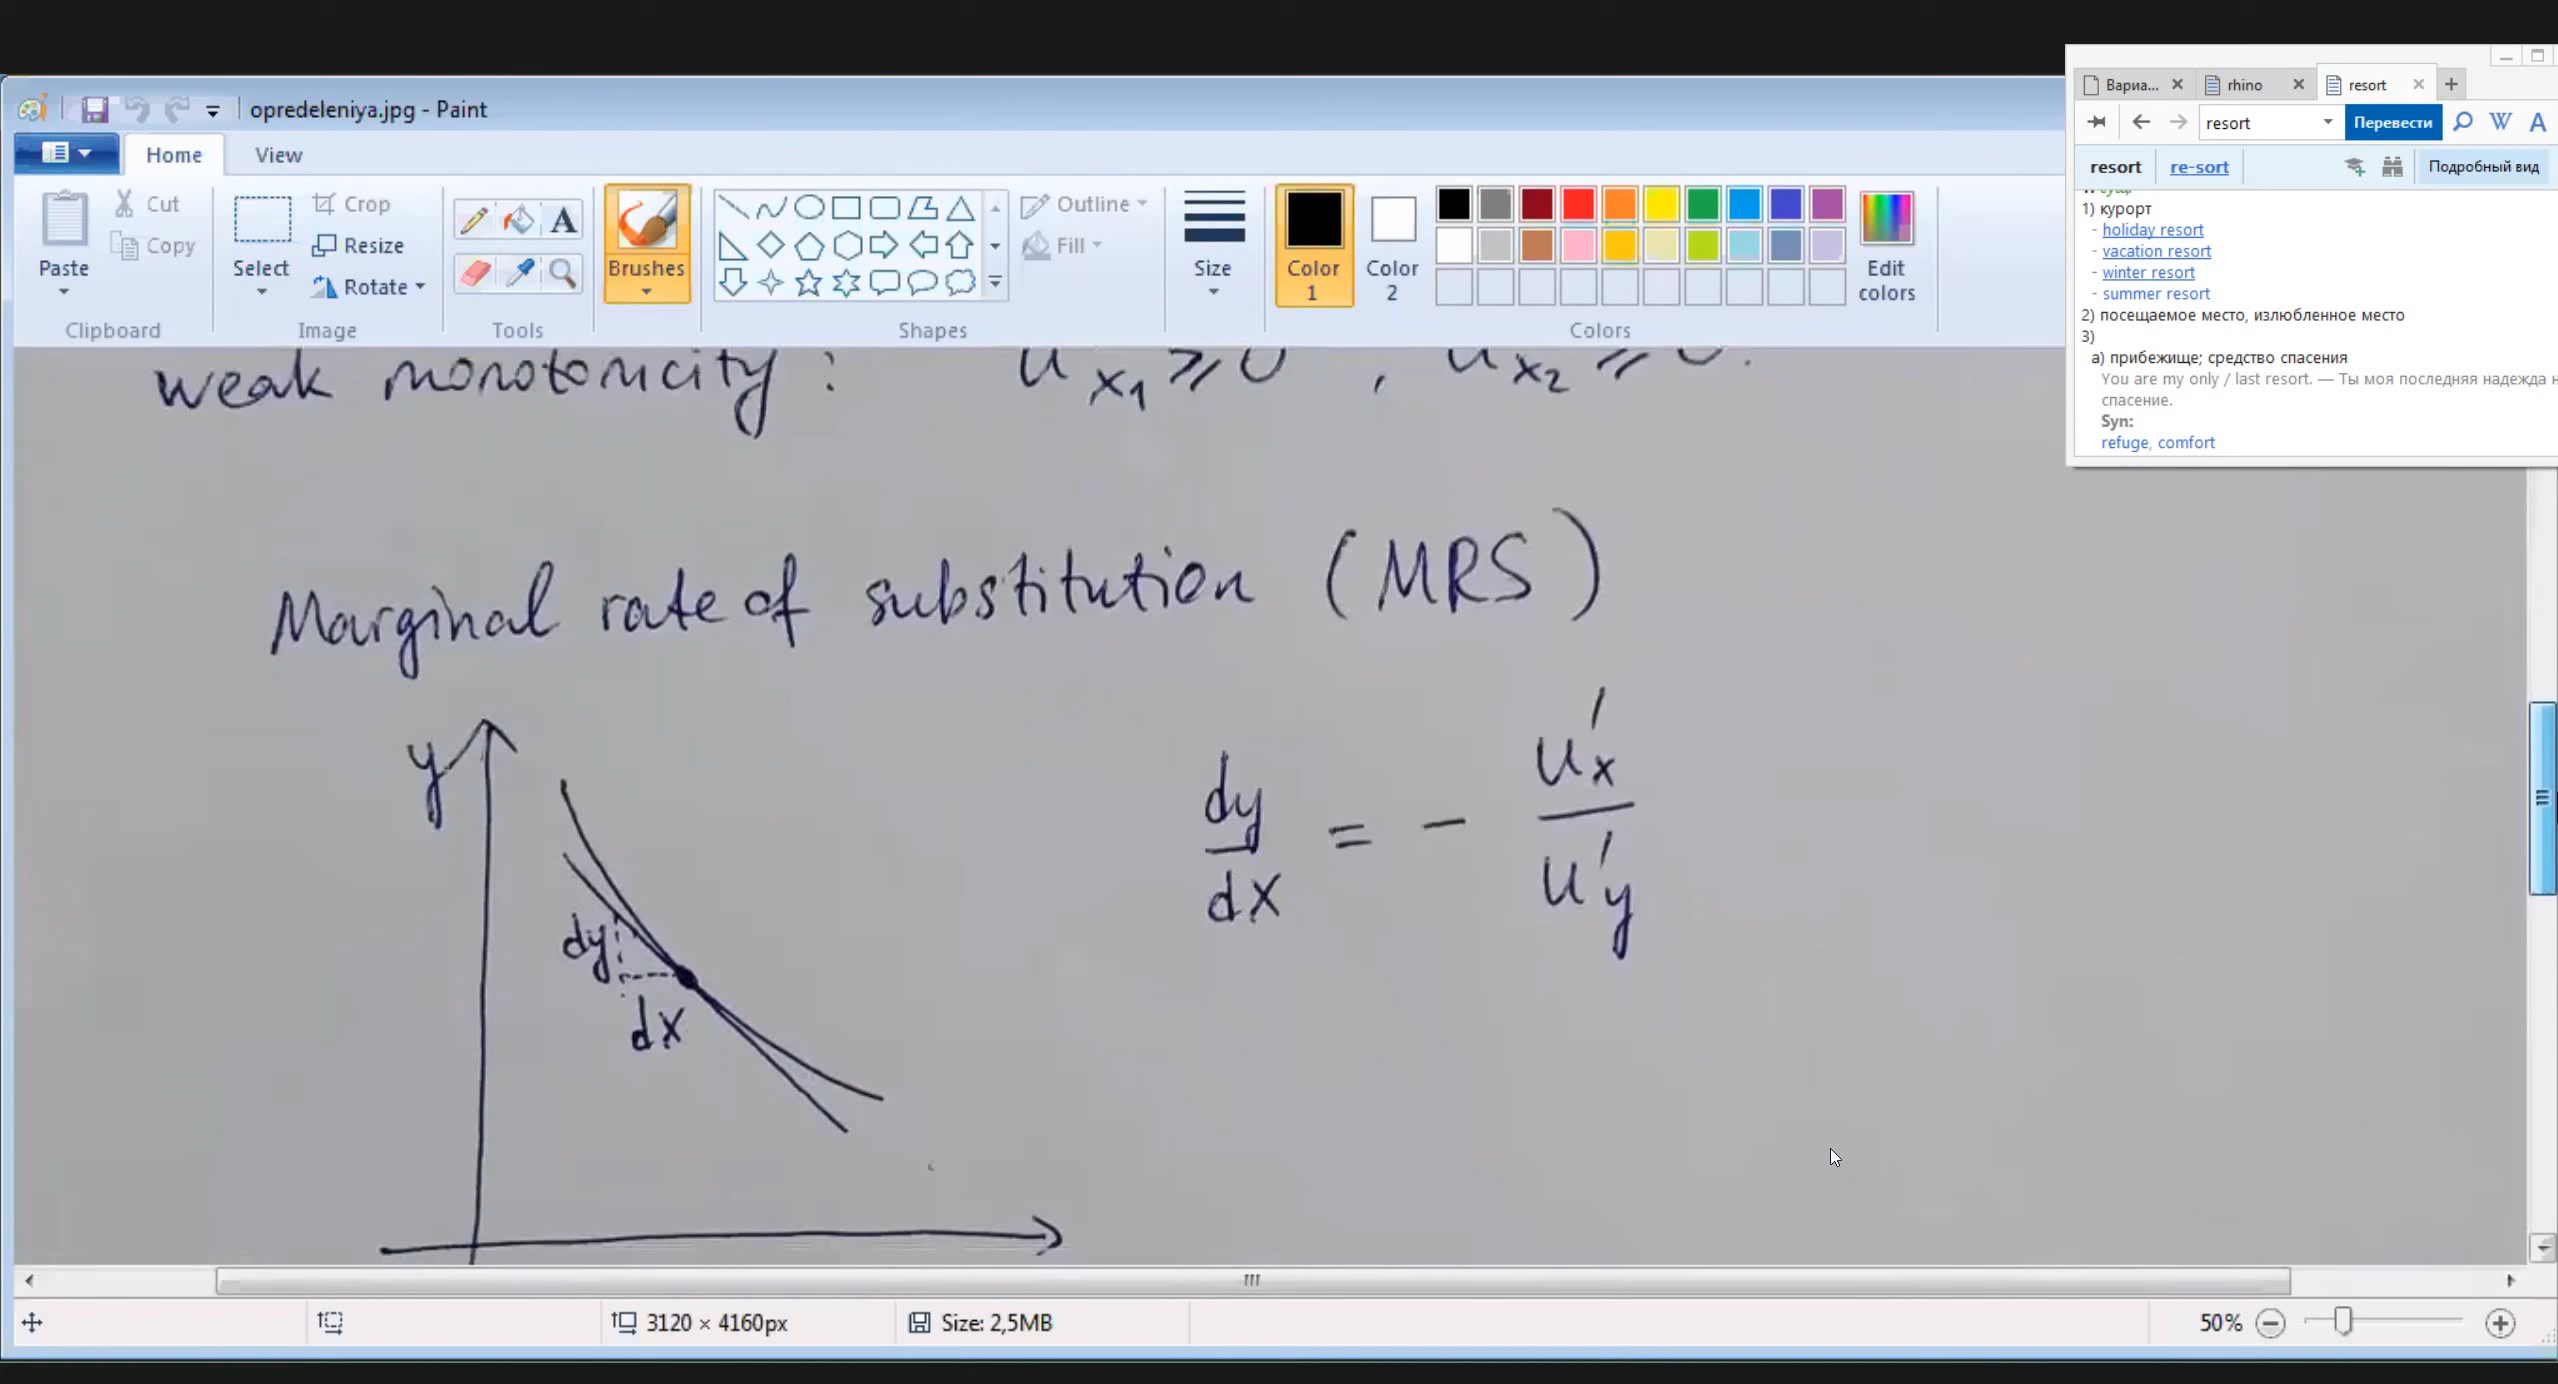 opredeleniya.jpg - Paint
Home View
Paste
Cut
Copy
Clipboard
Select
Crop
Resize
Rotate
Image
A
Tools
Brushes
Shapes
Outline
Fill
Size
Color 1
Color 2
Edit colors
Colors
Вариа... rhino resort
resort Перевести W A
resort re-sort Подробный вид
1) курорт
- holiday resort
- vacation resort
- winter resort
- summer resort
2) посещаемое место, излюбленное место
3)
а) прибежище; средство спасения
You are my only / last resort. — Ты моя последняя надежда
спасение.
Syn:
refuge, comfort
weak monotonicity : u x₁ ⩾ 0 , u x₂ ⩾ 0.
Marginal rate of substitution (MRS)
y
dy
dx
dy/dx = - u'x/u'y
3120 × 4160px
Size: 2,5MB
50%